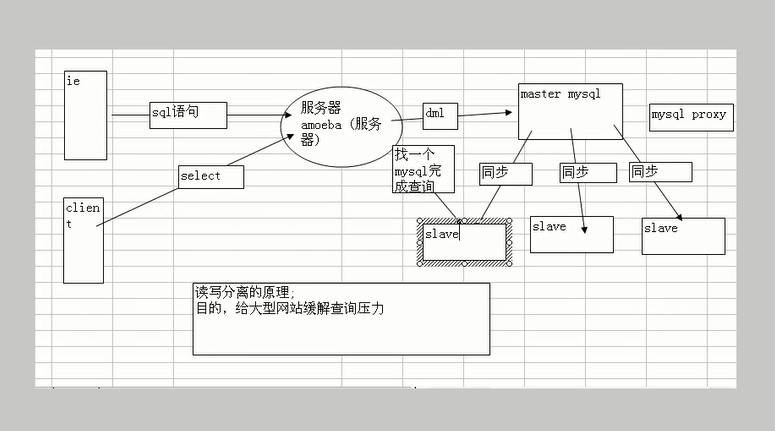 ie
sql语句
服务器
amoeba（服务
器）
dml
master mysql
mysql proxy
找一个
mysql完
成查询
同步
同步
同步
select
clien
t
slave
slave
slave
读写分离的原理;
目的，给大型网站缓解查询压力